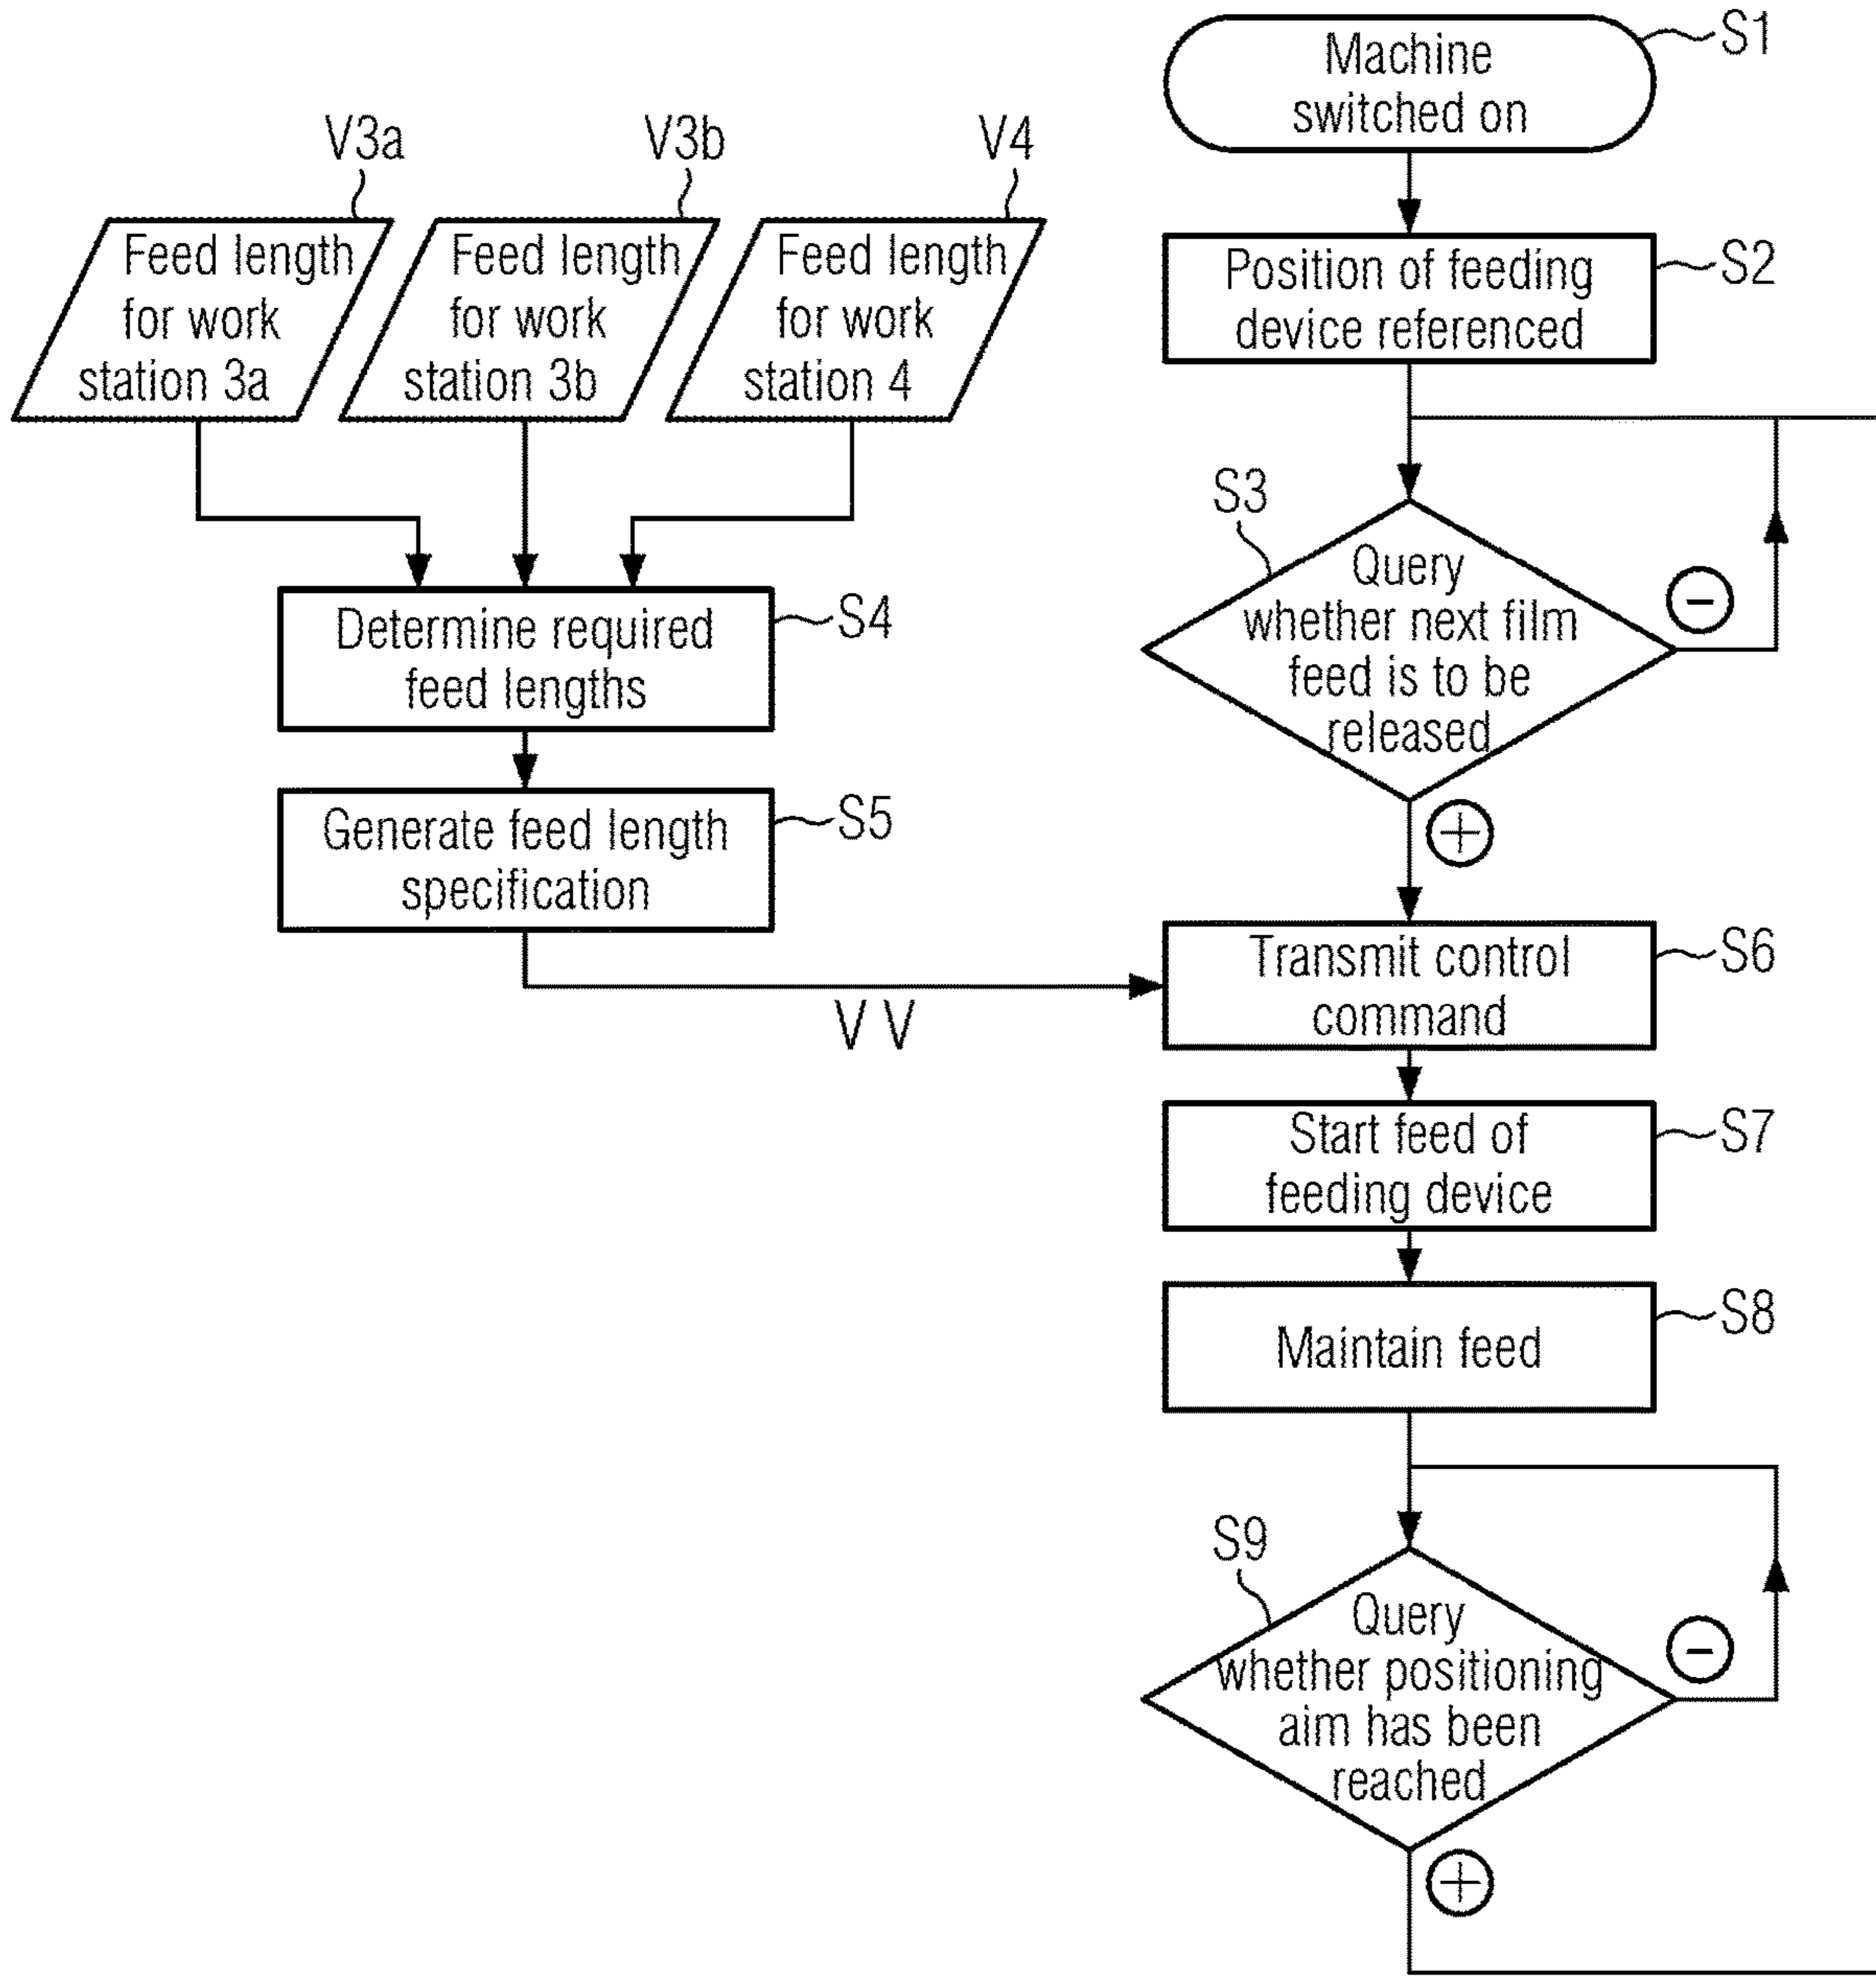 S1
Machine
switched on
V3a
V3b
V4
Feed length
for work
station 3a
Feed length
for work
station 3b
Feed length
for work
station 4
Position of feeding
device referenced
S2
S3
Query
whether next film
feed is to be
released
−
+
Determine required
feed lengths
S4
Generate feed length
specification
S5
V V
Transmit control
command
S6
Start feed of
feeding device
S7
Maintain feed
S8
S9
Query
whether positioning
aim has been
reached
−
+